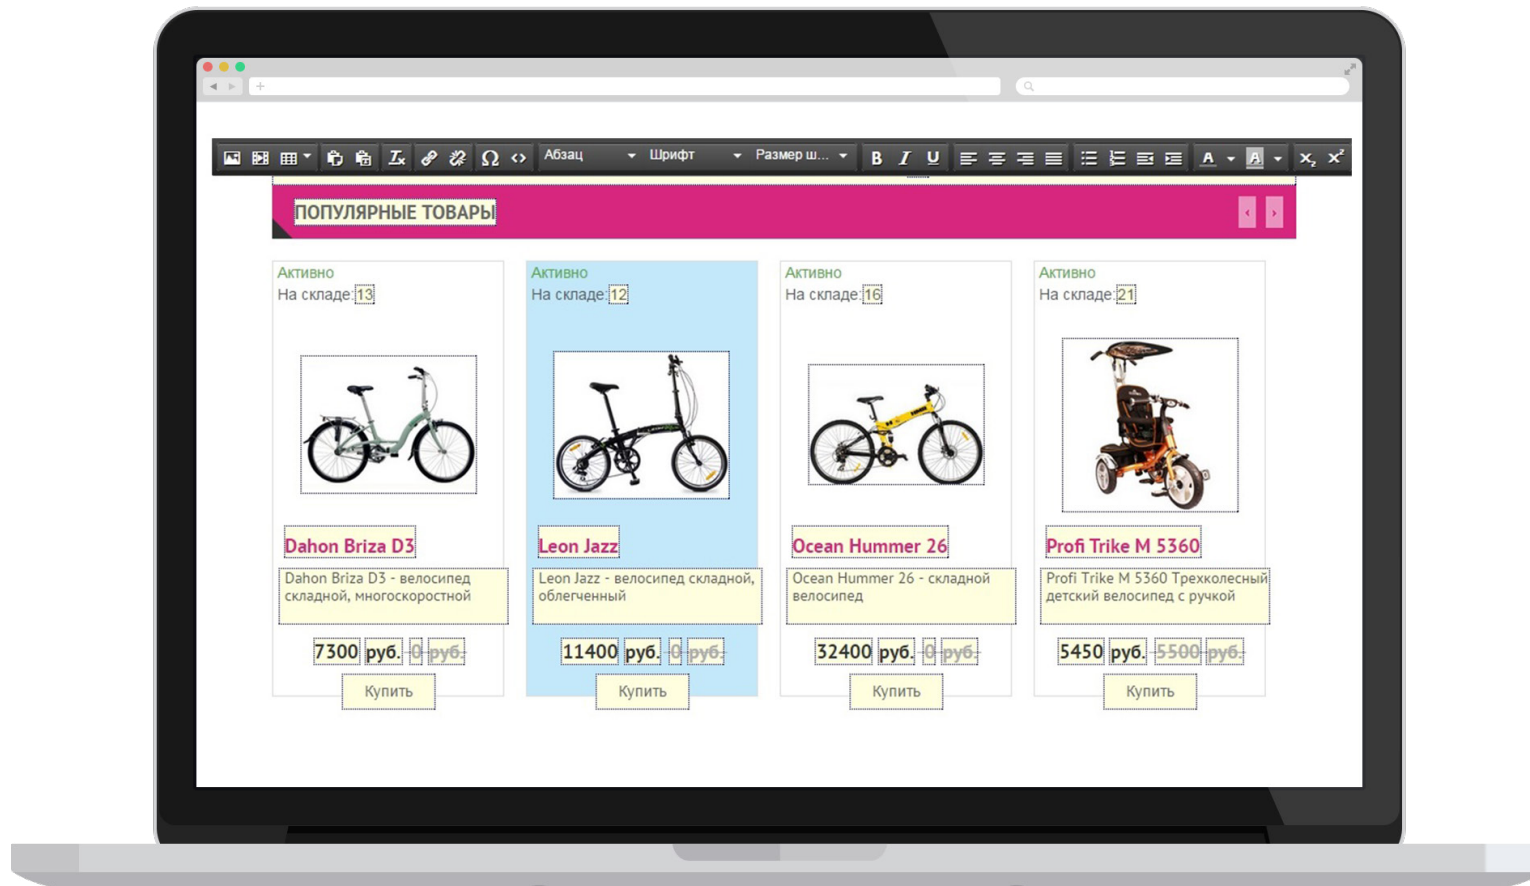 Абзац Шрифт Размер ш...
ПОПУЛЯРНЫЕ ТОВАРЫ
Активно
На складе:13
Dahon Briza D3
Dahon Briza D3 - велосипед
складной, многоскоростной
7300 руб. 0 руб.
Купить
Активно
На складе:12
Leon Jazz
Leon Jazz - велосипед складной,
облегченный
11400 руб. 0 руб.
Купить
Активно
На складе:16
Ocean Hummer 26
Ocean Hummer 26 - складной
велосипед
32400 руб. 0 руб.
Купить
Активно
На складе:21
Profi Trike M 5360
Profi Trike M 5360 Трехколесный
детский велосипед с ручкой
5450 руб. 5500 руб.
Купить